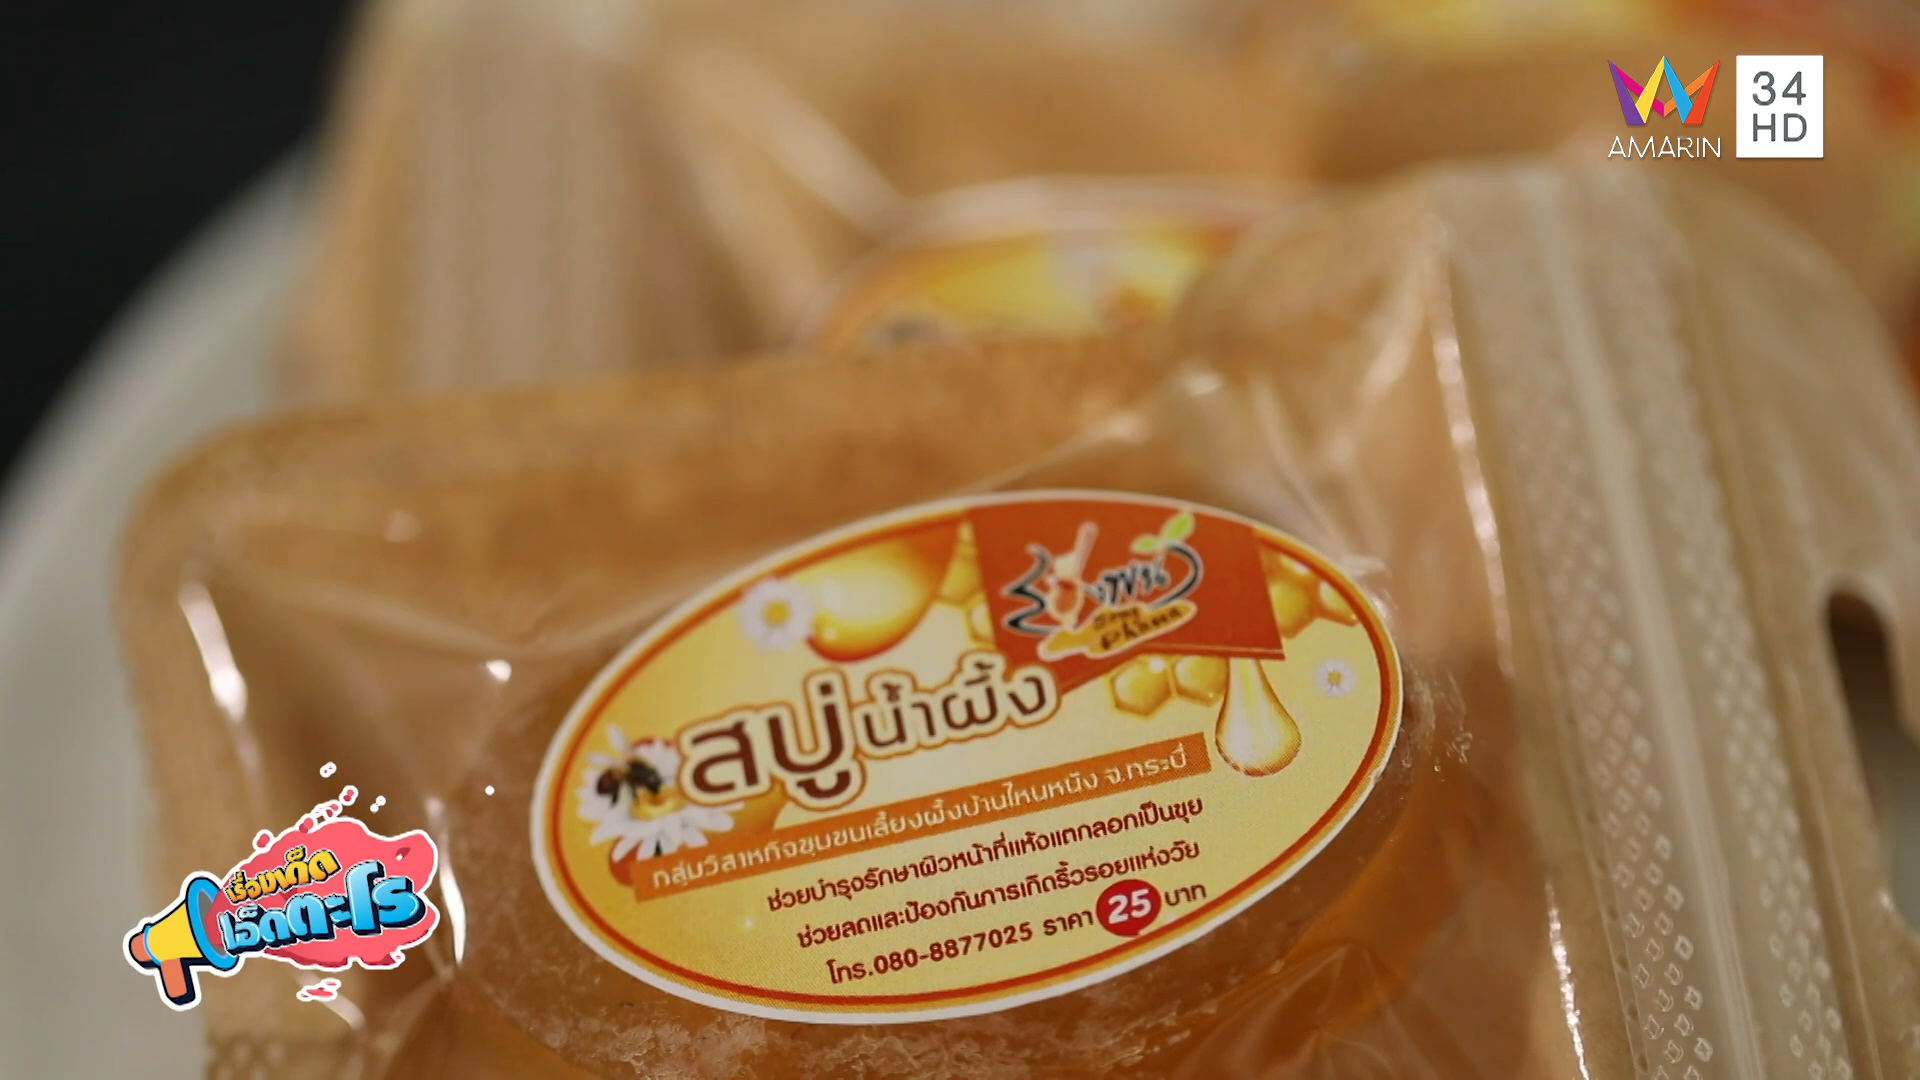 AMARIN
34
HD
สบู่น้ำผึ้ง
กลุ่มวิสาหกิจชุมชนเลี้ยงผึ้งบ้านไหนหนัง จ.กระบี่
ช่วยบำรุงรักษาผิวหน้าที่แห้งแตกลอกเป็นขุย
ช่วยลดและป้องกันการเกิดริ้วรอยแห่งวัย
โทร.080-8877025 ราคา 25 บาท
เรื่องเด็ด
เอ็ดตะโร